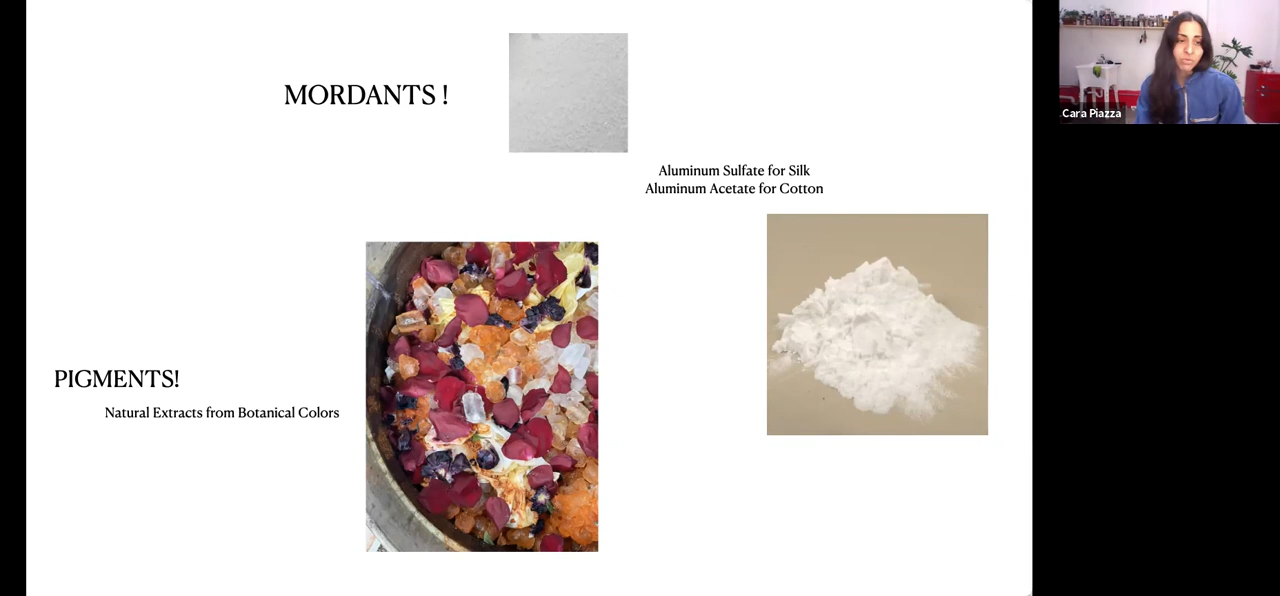 MORDANTS !
Aluminum Sulfate for Silk
Aluminum Acetate for Cotton
PIGMENTS!
Natural Extracts from Botanical Colors
Cara Piazza